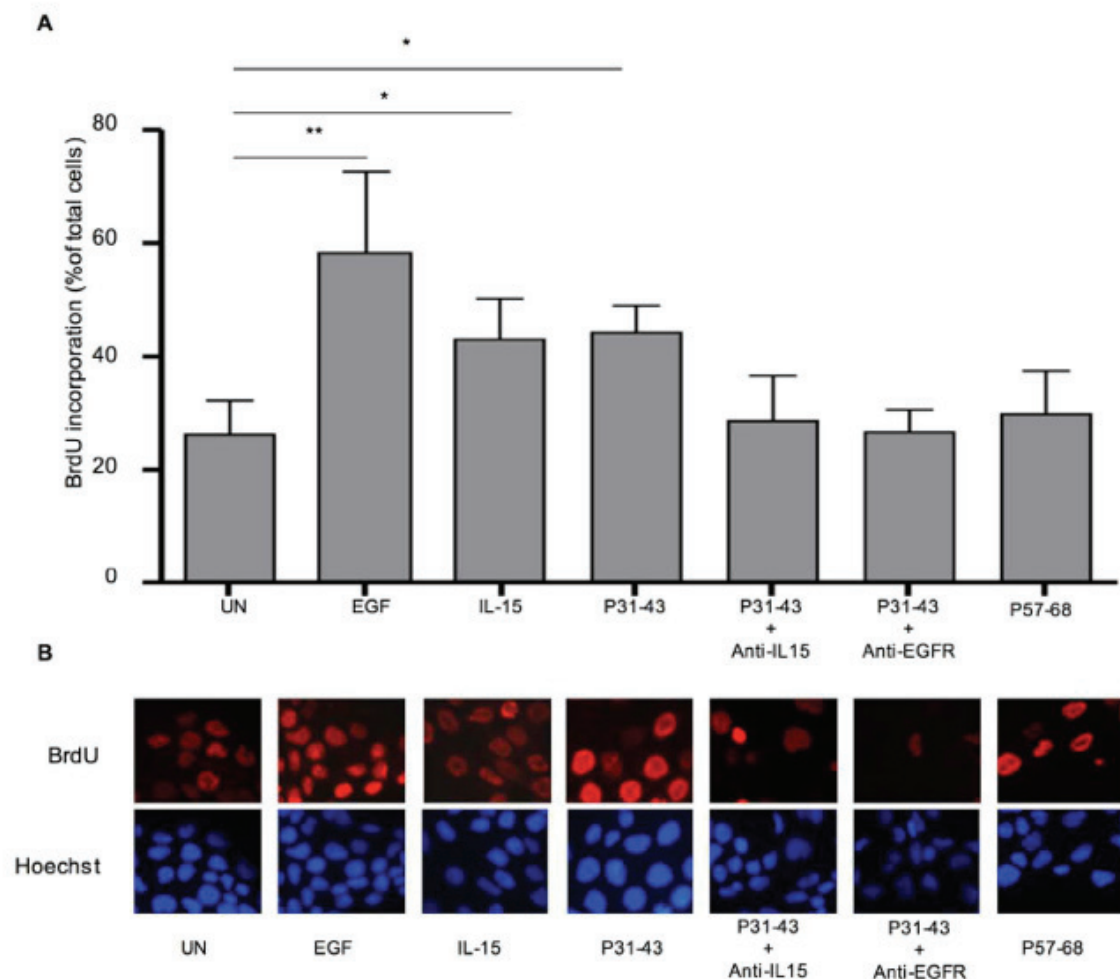 A
*
*
**
BrdU incorporation (%of total cells)
80
60
40
20
0
UN
EGF
IL-15
P31-43
P31-43
+
Anti-IL15
P31-43
+
Anti-EGFR
P57-68
B
BrdU
Hoechst
UN
EGF
IL-15
P31-43
P31-43
+
Anti-IL15
P31-43
+
Anti-EGFR
P57-68